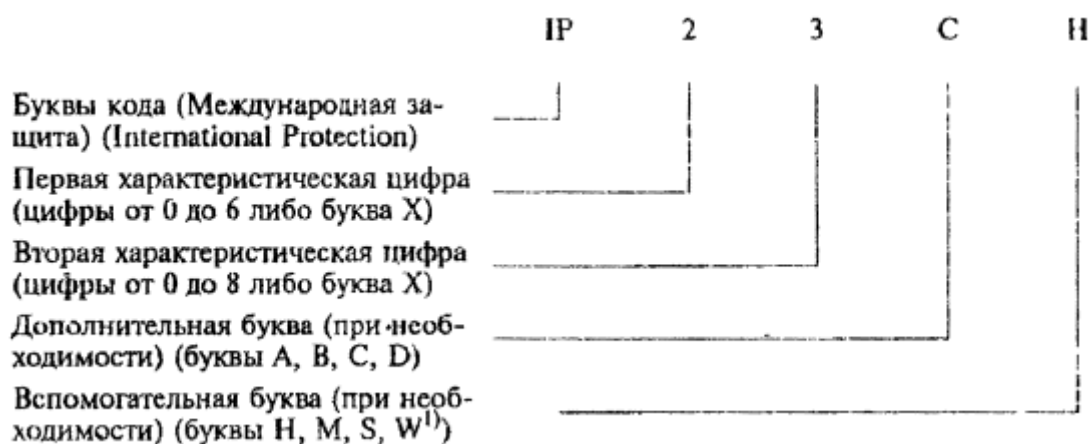 IP 2 3 C H
Буквы кода (Международная за-
щита) (International Protection)
Первая характеристическая цифра
(цифры от 0 до 6 либо буква X)
Вторая характеристическая цифра
(цифры от 0 до 8 либо буква X)
Дополнительная буква (при необ-
ходимости) (буквы A, B, C, D)
Вспомогательная буква (при необ-
ходимости) (буквы H, M, S, W¹⁾)